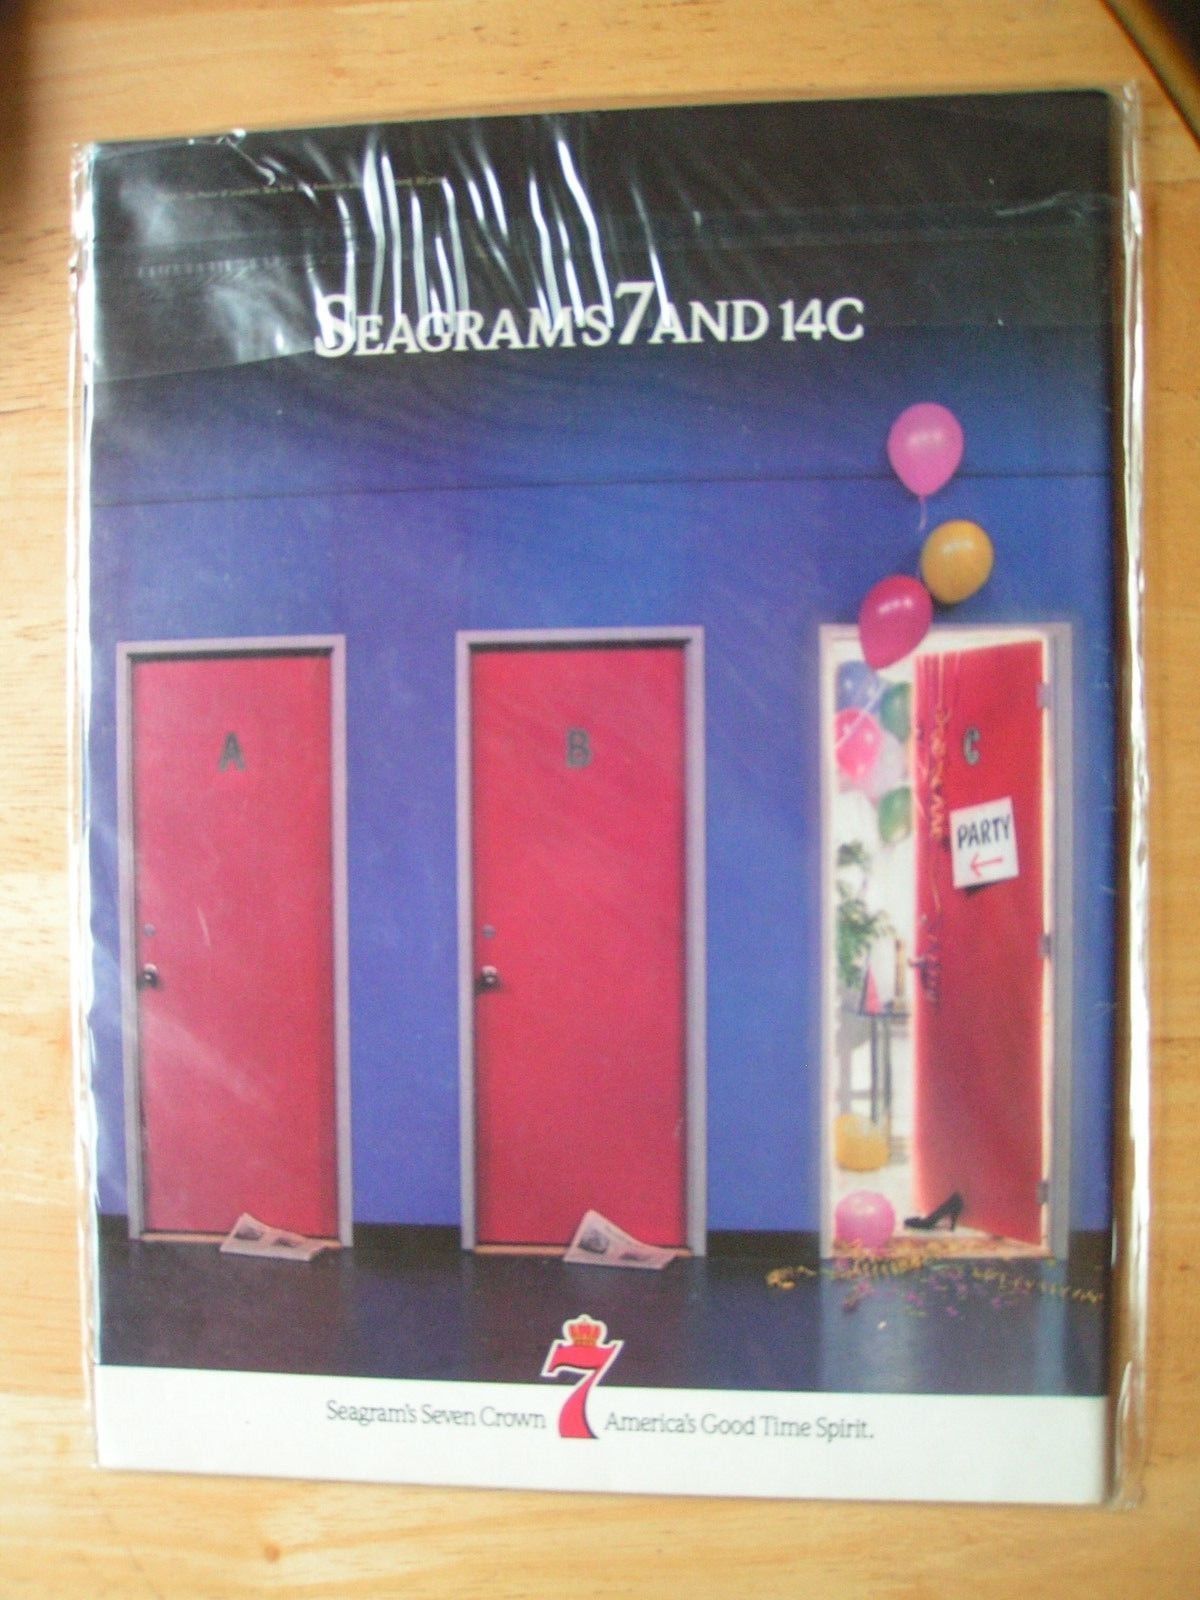 SEAGRAM'S 7 AND 14C
A
B
C
PARTY
7
Seagram's Seven Crown
America's Good Time Spirit.